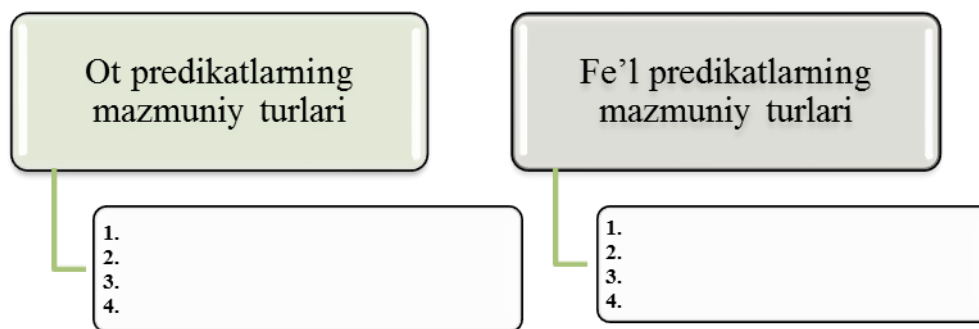 Ot predikatlarning
mazmuniy turlari
1.
2.
3.
4.
Fe’l predikatlarning
mazmuniy turlari
1.
2.
3.
4.